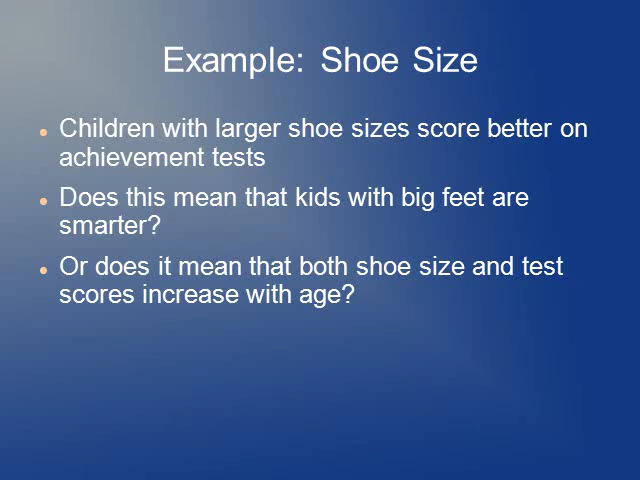 Example: Shoe Size
Children with larger shoe sizes score better on
achievement tests
Does this mean that kids with big feet are
smarter?
Or does it mean that both shoe size and test
scores increase with age?